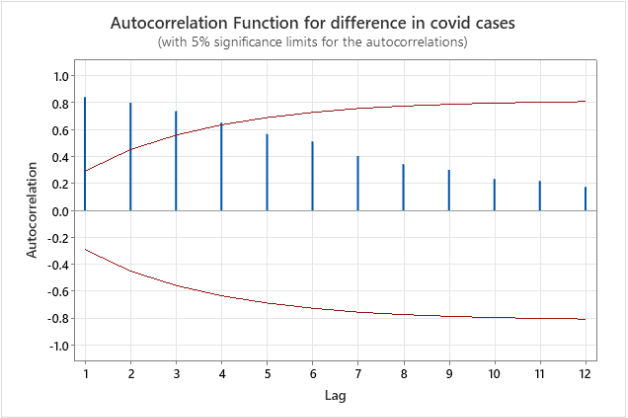 Autocorrelation Function for difference in covid cases
(with 5% significance limits for the autocorrelations)
1.0
0.8
0.6
0.4
0.2
0.0
-0.2
-0.4
-0.6
-0.8
-1.0
Autocorrelation
1 2 3 4 5 6 7 8 9 10 11 12
Lag